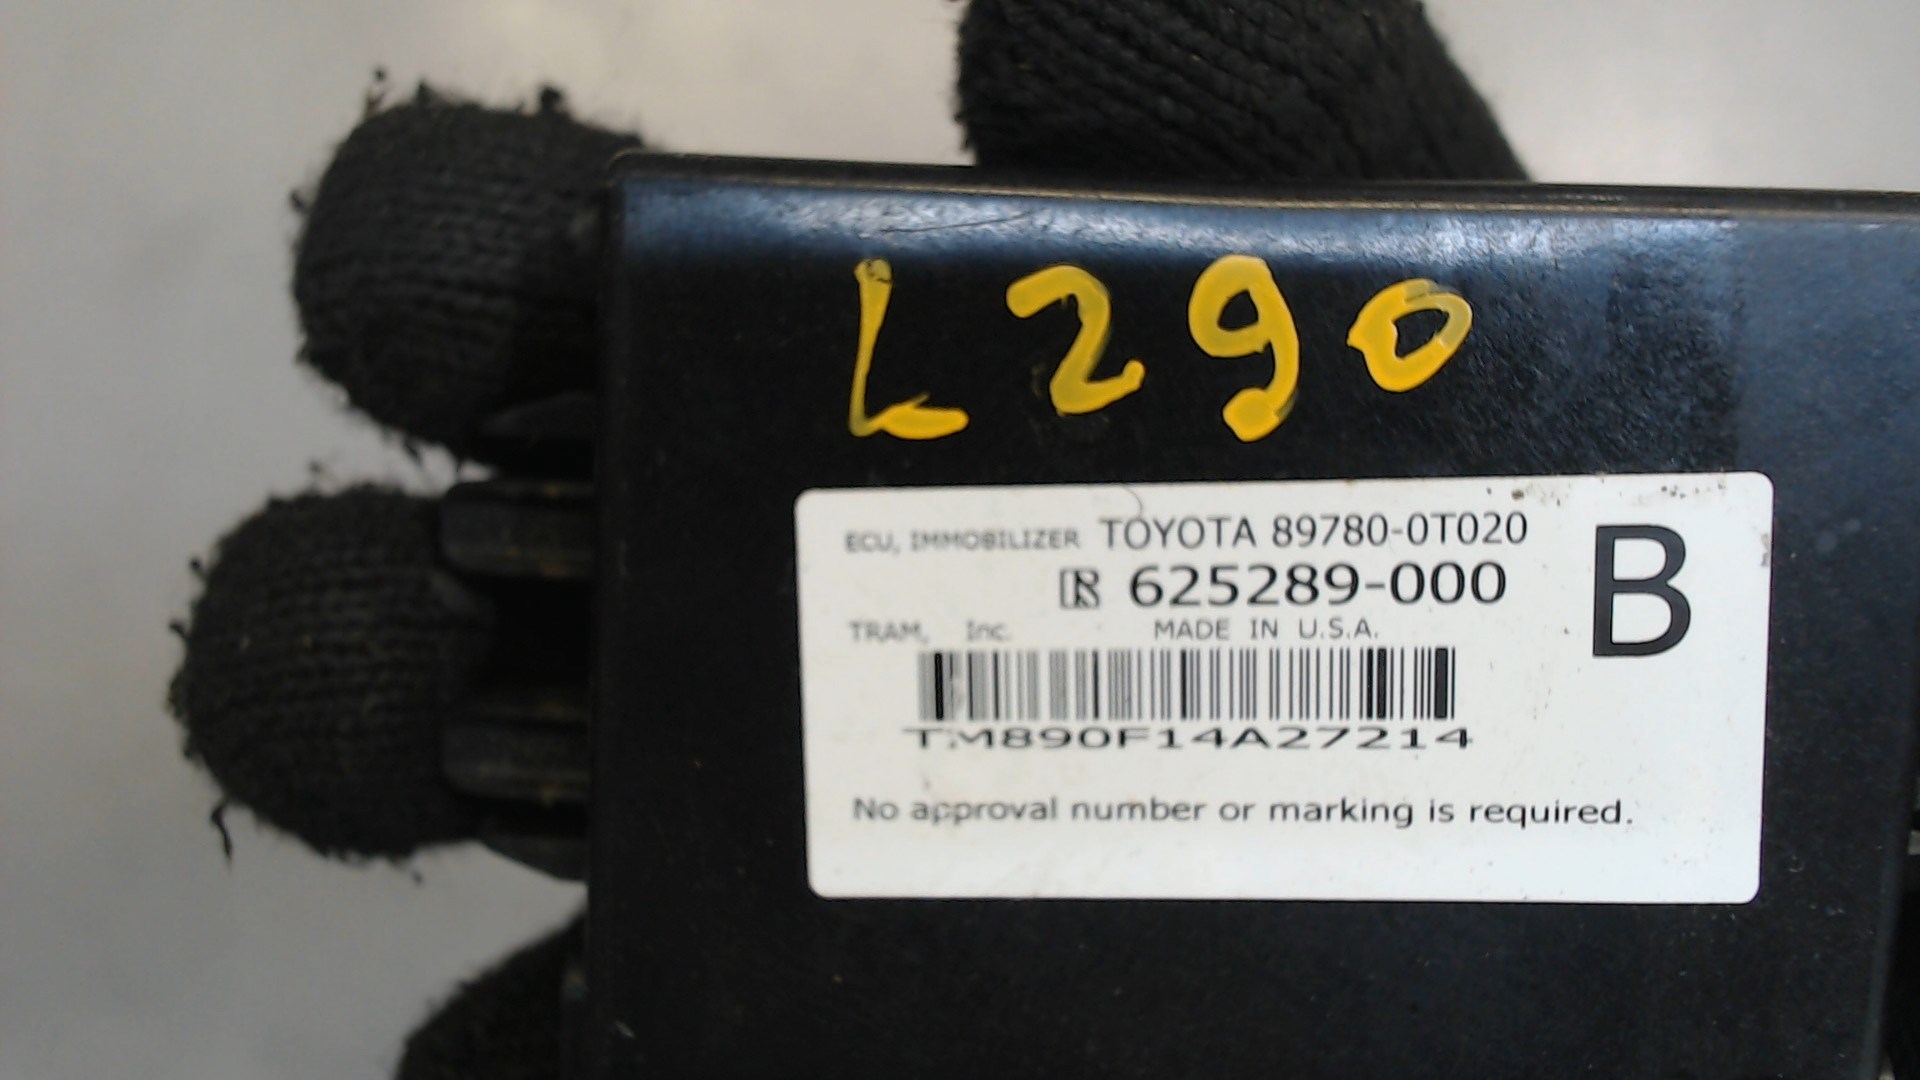 L290
ECU, IMMOBILIZER TOYOTA 89780-0T020
B
625289-000
TRAM, Inc. MADE IN U.S.A.
TM890F14A27214
No approval number or marking is required.